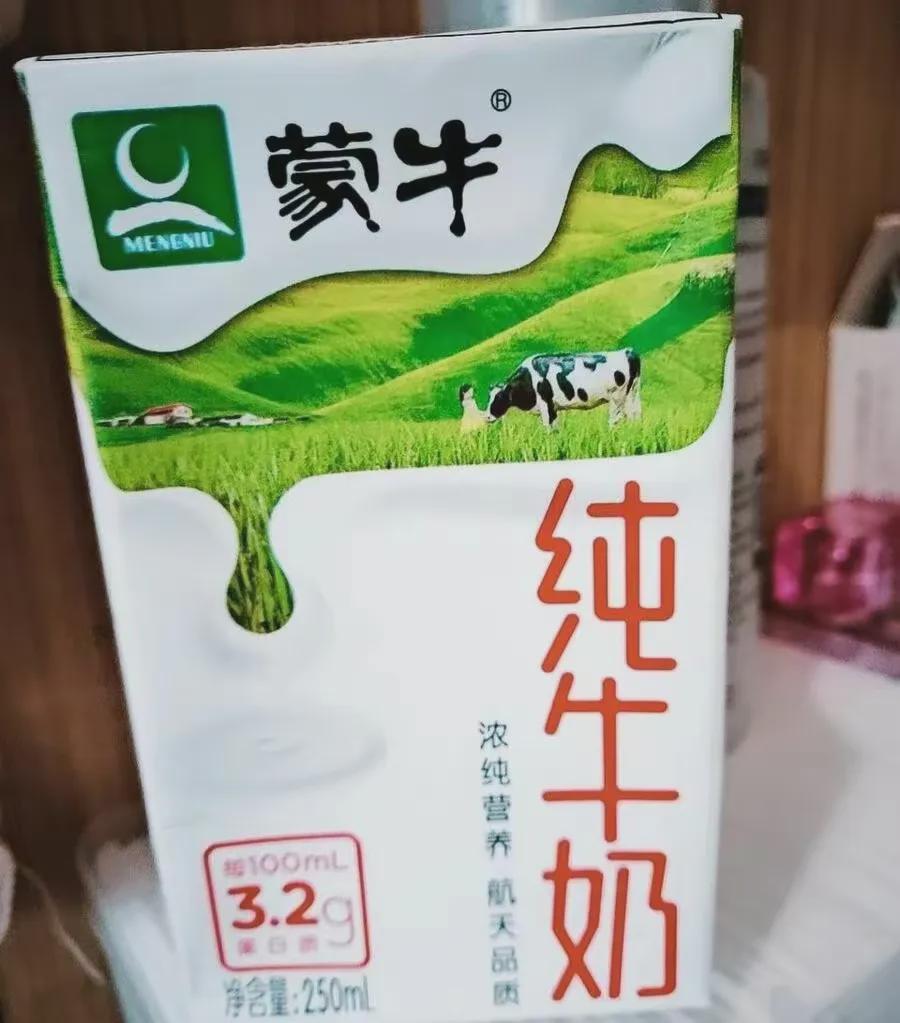 蒙牛®
MENGNIU
纯牛奶
浓纯营养 航天品质
每100mL
3.2g
蛋白质
净含量:250mL